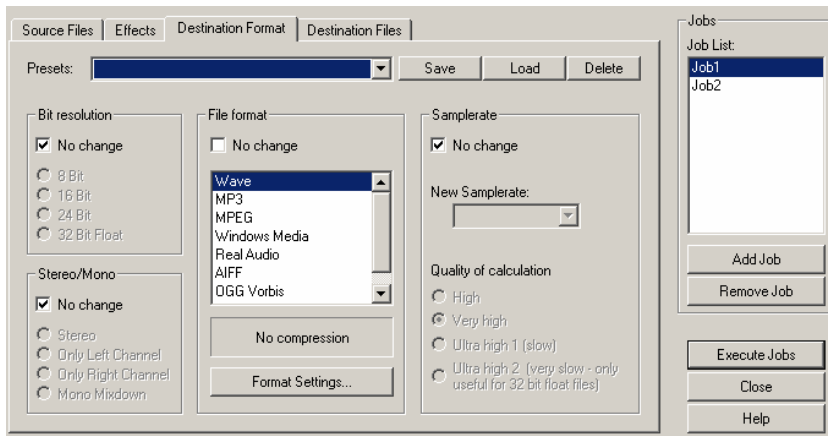 Source Files
Effects
Destination Format
Destination Files
Presets:
Save
Load
Delete
Bit resolution
No change
8 Bit
16 Bit
24 Bit
32 Bit Float
Stereo/Mono
No change
Stereo
Only Left Channel
Only Right Channel
Mono Mixdown
File format
No change
Wave
MP3
MPEG
Windows Media
Real Audio
AIFF
OGG Vorbis
No compression
Format Settings...
Samplerate
No change
New Samplerate:
Quality of calculation
High
Very high
Ultra high 1 (slow)
Ultra high 2 (very slow - only
useful for 32 bit float files)
Jobs
Job List:
Job1
Job2
Add Job
Remove Job
Execute Jobs
Close
Help